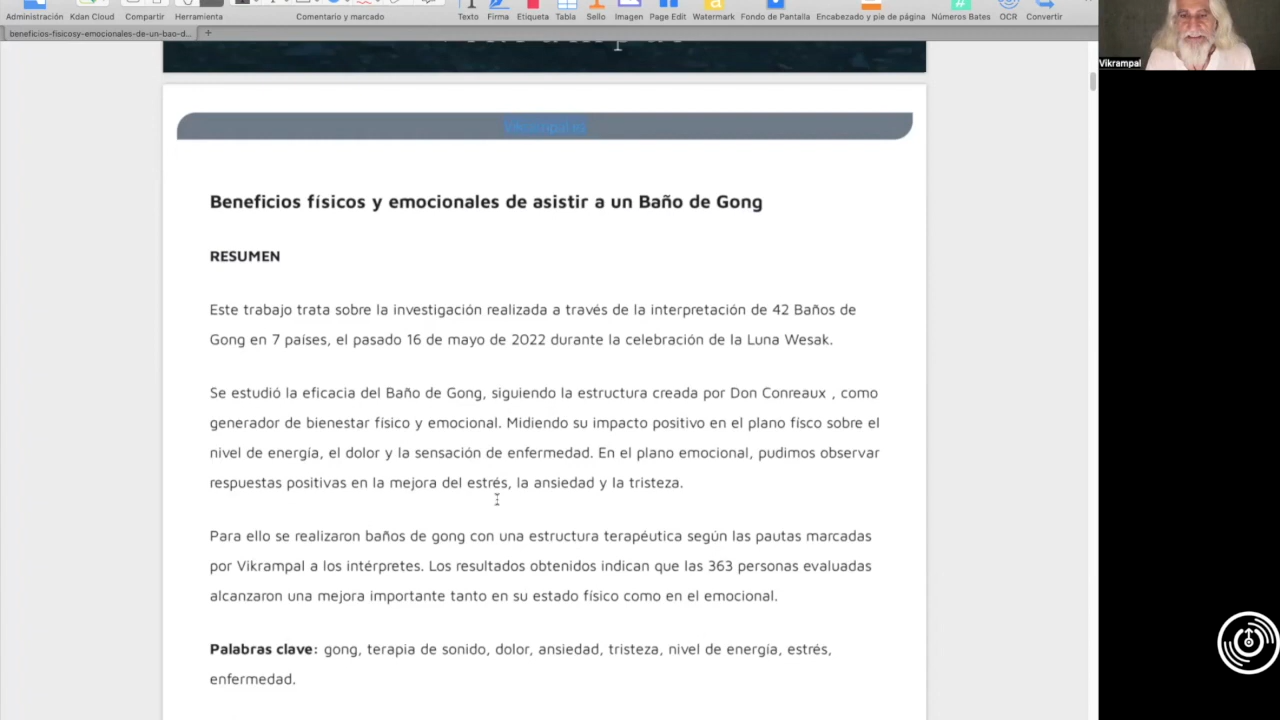 Administración Kdan Cloud Compartir Herramienta Comentario y marcado Texto Firma Etiqueta Tabla Sello Imagen Page Edit Watermark Fondo de Pantalla Encabezado y pie de página Números Bates OCR Convertir
beneficios-fisicosy-emocionales-de-un-bao-d...
Vikrampal
Beneficios físicos y emocionales de asistir a un Baño de Gong
RESUMEN
Este trabajo trata sobre la investigación realizada a través de la interpretación de 42 Baños de
Gong en 7 países, el pasado 16 de mayo de 2022 durante la celebración de la Luna Wesak.
Se estudió la eficacia del Baño de Gong, siguiendo la estructura creada por Don Conreaux , como
generador de bienestar físico y emocional. Midiendo su impacto positivo en el plano físco sobre el
nivel de energía, el dolor y la sensación de enfermedad. En el plano emocional, pudimos observar
respuestas positivas en la mejora del estrés, la ansiedad y la tristeza.
Para ello se realizaron baños de gong con una estructura terapéutica según las pautas marcadas
por Vikrampal a los intérpretes. Los resultados obtenidos indican que las 363 personas evaluadas
alcanzaron una mejora importante tanto en su estado físico como en el emocional.
Palabras clave: gong, terapia de sonido, dolor, ansiedad, tristeza, nivel de energía, estrés,
enfermedad.